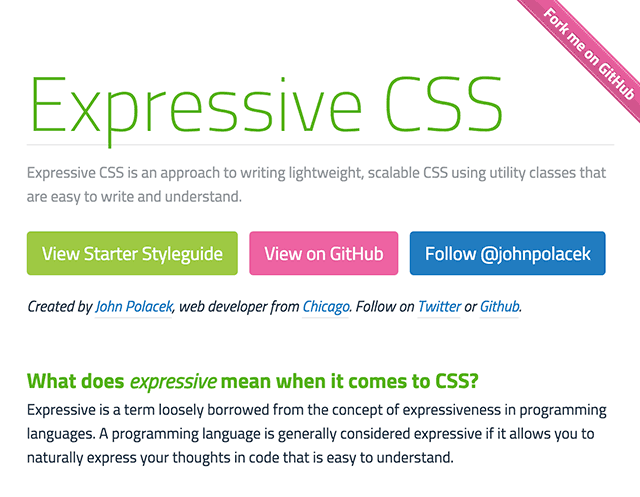 Fork me on GitHub
Expressive CSS
Expressive CSS is an approach to writing lightweight, scalable CSS using utility classes that
are easy to write and understand.
View Starter Styleguide
View on GitHub
Follow @johnpolacek
Created by John Polacek, web developer from Chicago. Follow on Twitter or Github.
What does expressive mean when it comes to CSS?
Expressive is a term loosely borrowed from the concept of expressiveness in programming
languages. A programming language is generally considered expressive if it allows you to
naturally express your thoughts in code that is easy to understand.